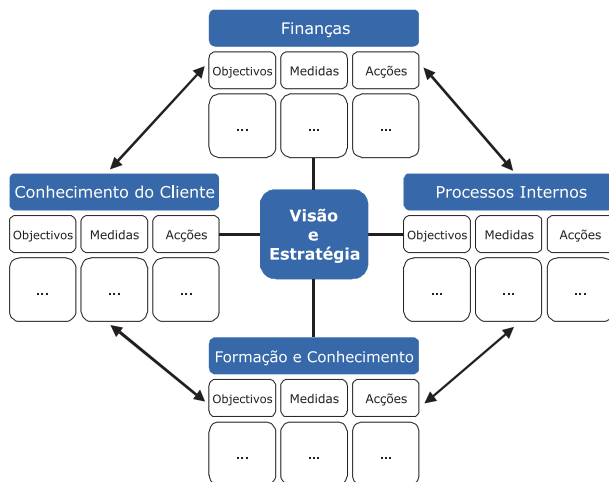 Finanças
Objectivos Medidas Acções
... ... ...
Conhecimento do Cliente
Objectivos Medidas Acções
... ... ...
Visão
e
Estratégia
Processos Internos
Objectivos Medidas Acções
... ... ...
Formação e Conhecimento
Objectivos Medidas Acções
... ... ...